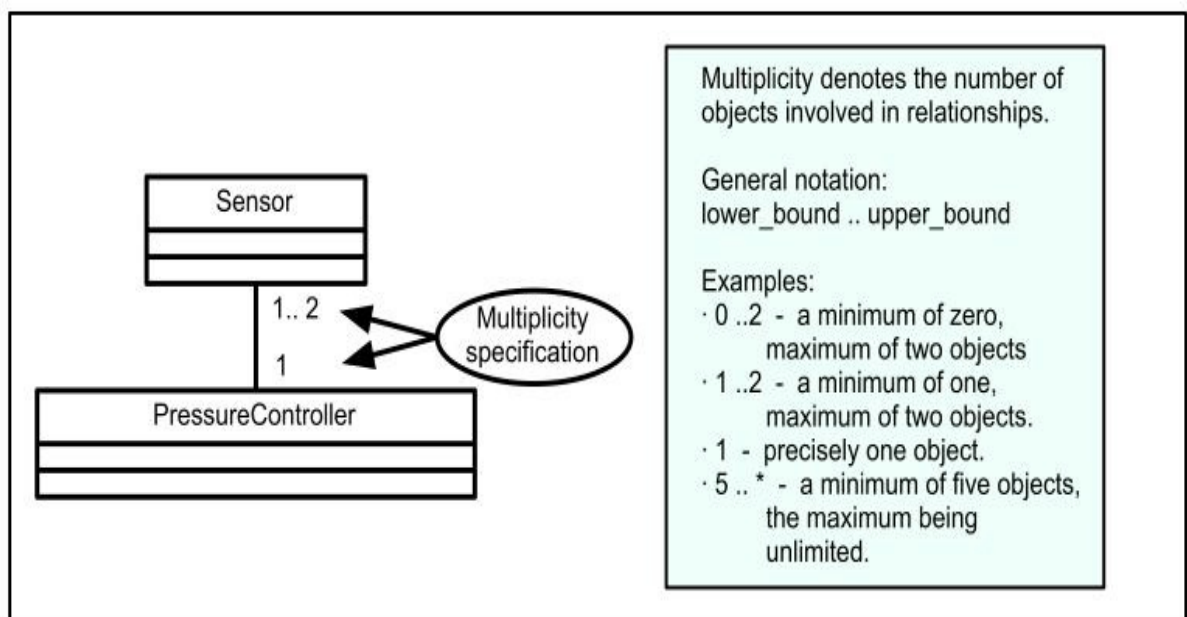 Sensor
1.. 2
1
PressureController
Multiplicity
specification
Multiplicity denotes the number of
objects involved in relationships.
General notation:
lower_bound .. upper_bound
Examples:
· 0 ..2 - a minimum of zero,
maximum of two objects
· 1 ..2 - a minimum of one,
maximum of two objects.
· 1 - precisely one object.
· 5 .. * - a minimum of five objects,
the maximum being
unlimited.